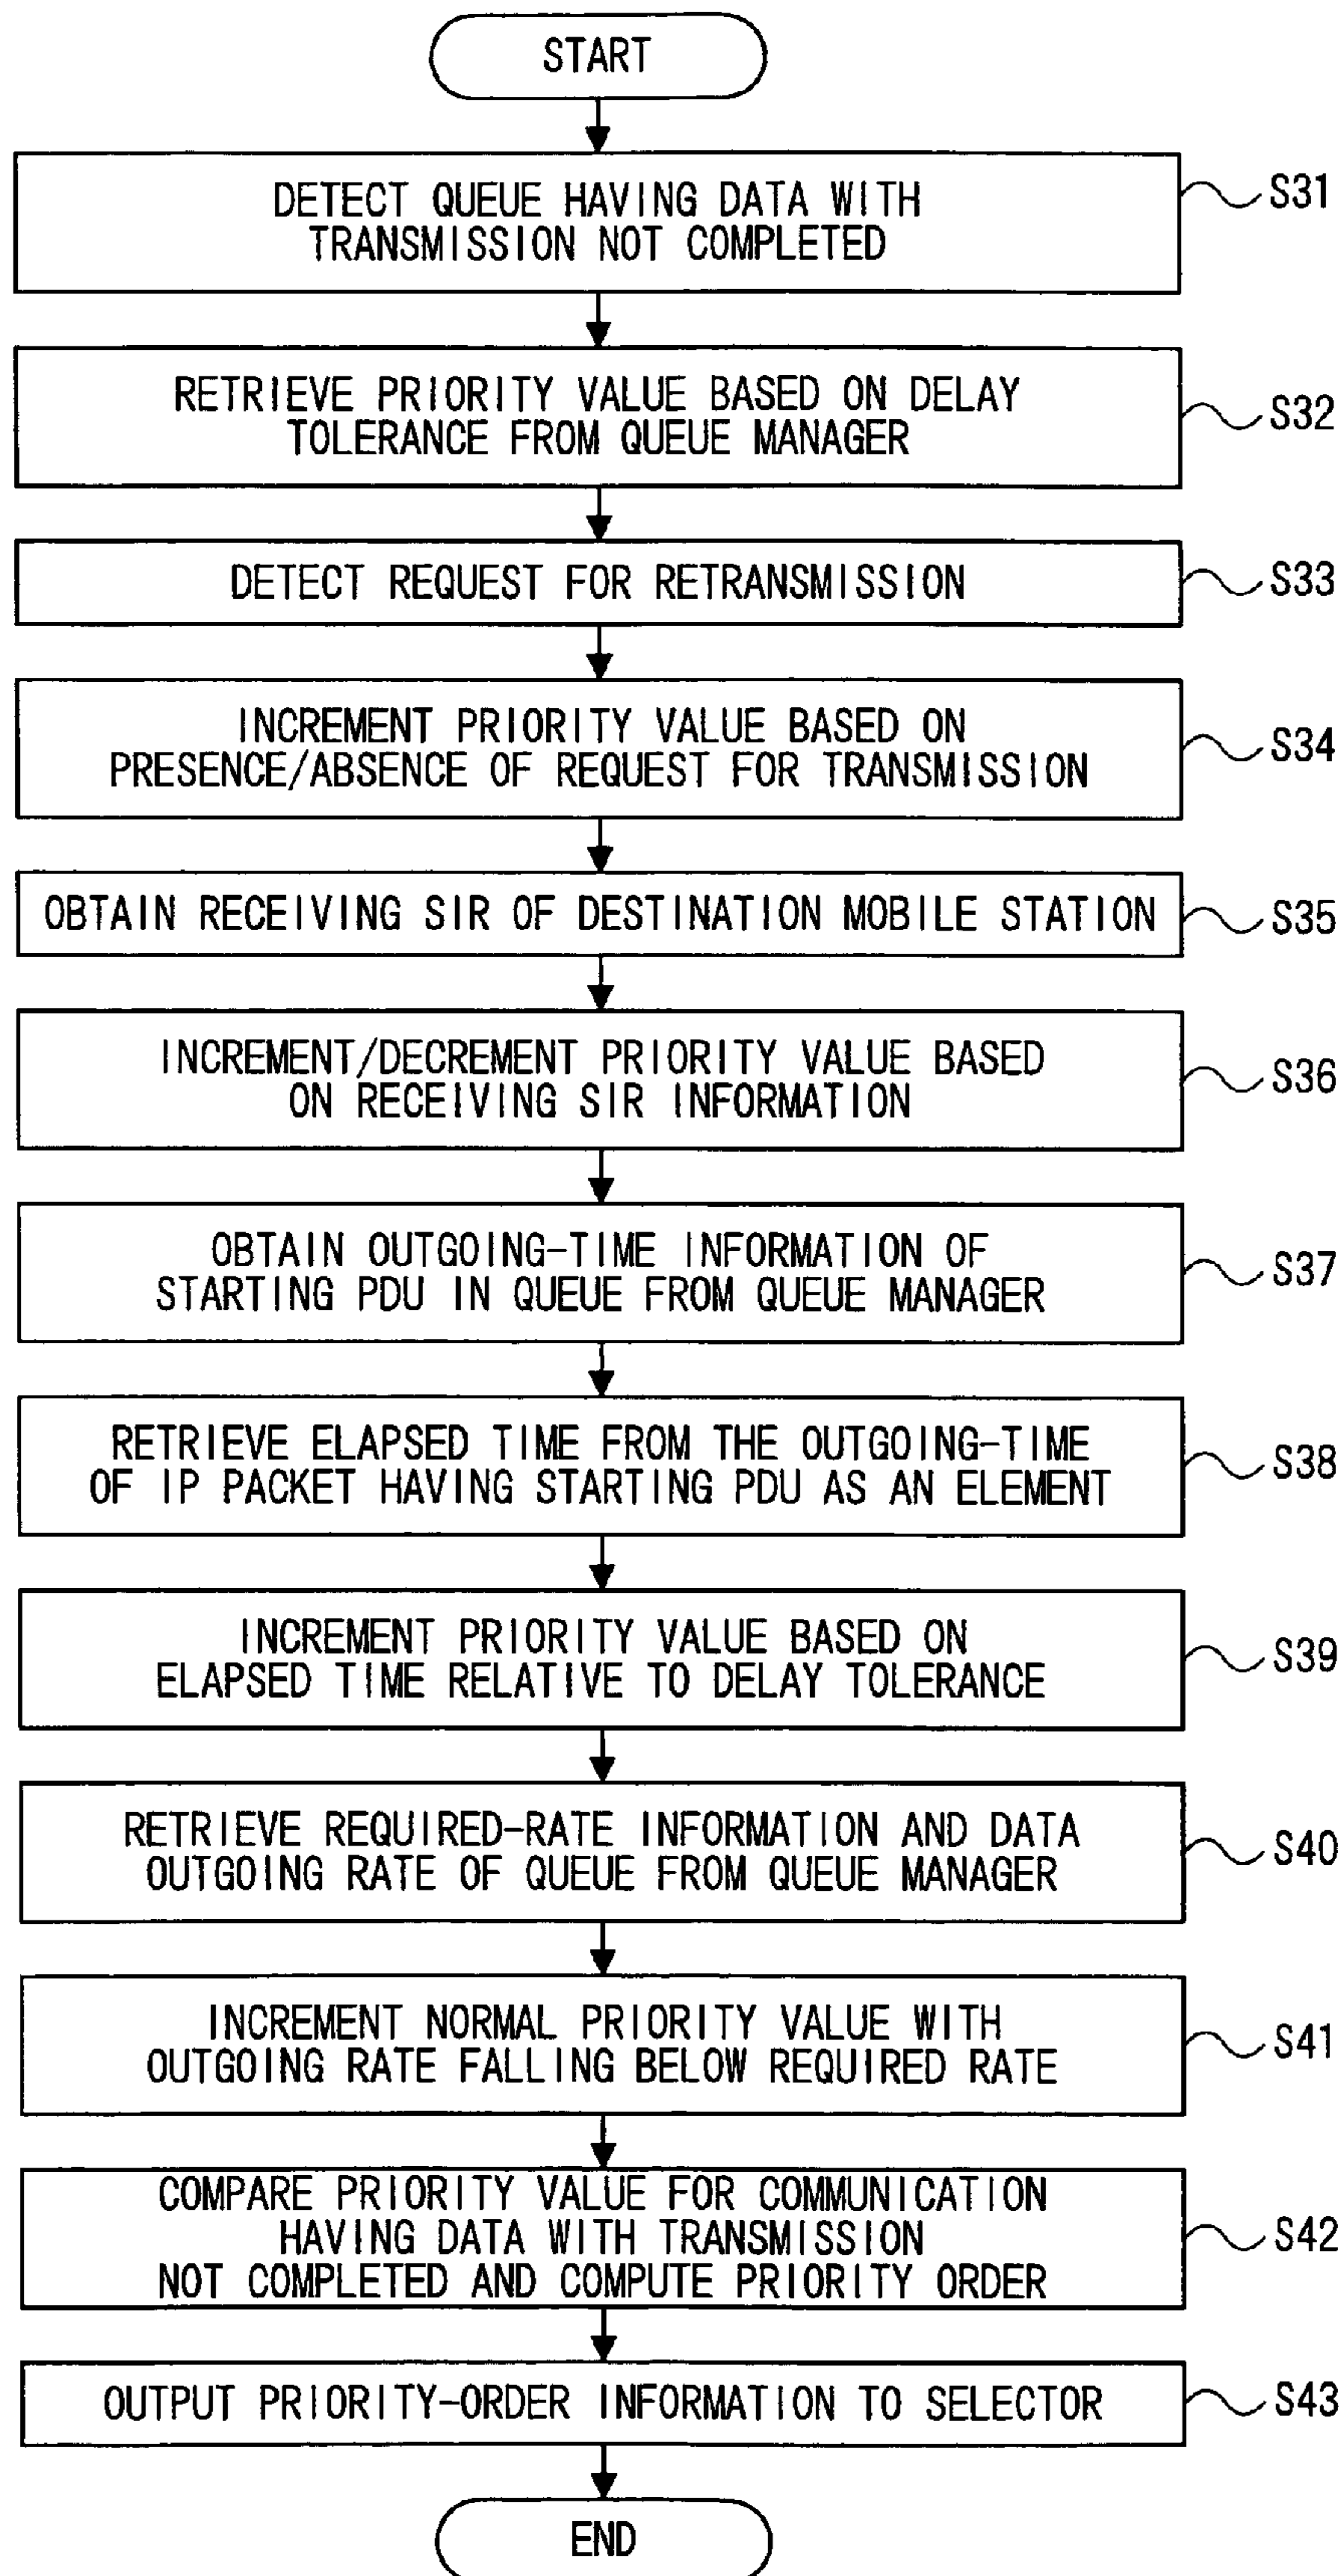 START
DETECT QUEUE HAVING DATA WITH
TRANSMISSION NOT COMPLETED
S31
RETRIEVE PRIORITY VALUE BASED ON DELAY
TOLERANCE FROM QUEUE MANAGER
S32
DETECT REQUEST FOR RETRANSMISSION
S33
INCREMENT PRIORITY VALUE BASED ON
PRESENCE/ABSENCE OF REQUEST FOR TRANSMISSION
S34
OBTAIN RECEIVING SIR OF DESTINATION MOBILE STATION
S35
INCREMENT/DECREMENT PRIORITY VALUE BASED
ON RECEIVING SIR INFORMATION
S36
OBTAIN OUTGOING-TIME INFORMATION OF
STARTING PDU IN QUEUE FROM QUEUE MANAGER
S37
RETRIEVE ELAPSED TIME FROM THE OUTGOING-TIME
OF IP PACKET HAVING STARTING PDU AS AN ELEMENT
S38
INCREMENT PRIORITY VALUE BASED ON
ELAPSED TIME RELATIVE TO DELAY TOLERANCE
S39
RETRIEVE REQUIRED-RATE INFORMATION AND DATA
OUTGOING RATE OF QUEUE FROM QUEUE MANAGER
S40
INCREMENT NORMAL PRIORITY VALUE WITH
OUTGOING RATE FALLING BELOW REQUIRED RATE
S41
COMPARE PRIORITY VALUE FOR COMMUNICATION
HAVING DATA WITH TRANSMISSION
NOT COMPLETED AND COMPUTE PRIORITY ORDER
S42
OUTPUT PRIORITY-ORDER INFORMATION TO SELECTOR
S43
END